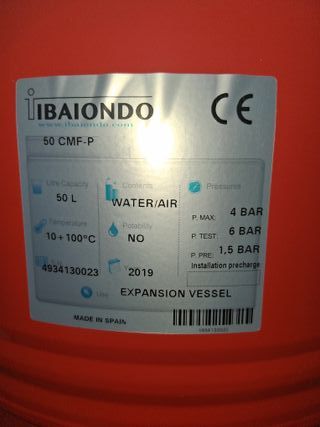 IBAIONDO
www.ibaiondo.com
CE
50 CMF-P
Litre Capacity
50 L
Contents
WATER/AIR
Pressures
P. MAX: 4 BAR
P. TEST: 6 BAR
P. PRE: 1,5 BAR
Installation precharge
Temperature
10+100°C
Potability
NO
4934130023
2019
Use
EXPANSION VESSEL
MADE IN SPAIN